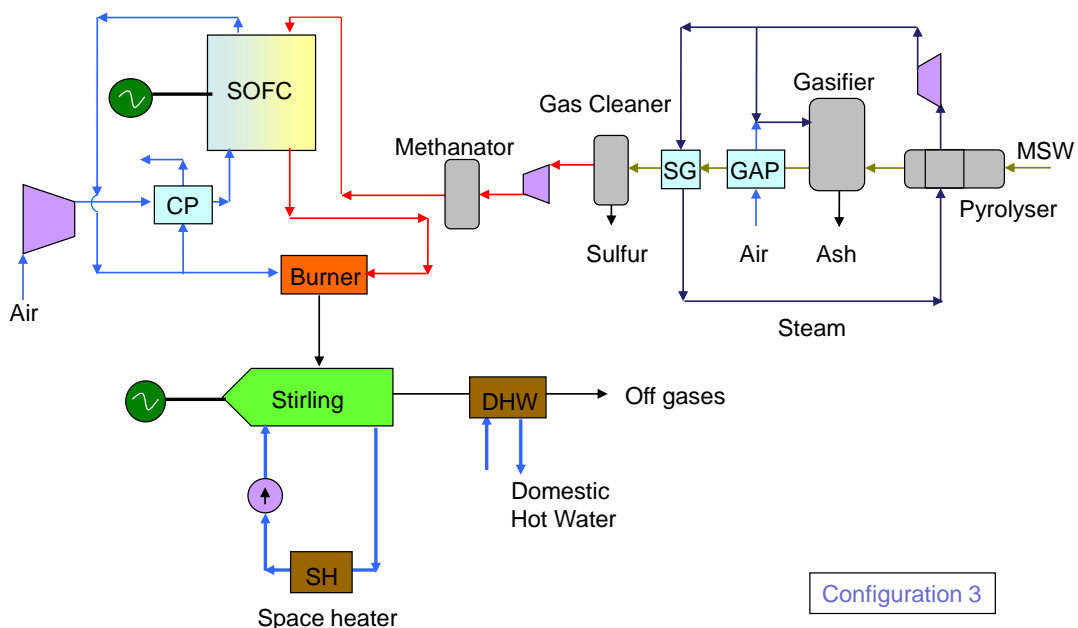 SOFC
Gas Cleaner
Gasifier
Methanator
MSW
CP
SG
GAP
Pyrolyser
Sulfur
Air
Ash
Burner
Air
Steam
Stirling
DHW
Off gases
Domestic
Hot Water
SH
Space heater
Configuration 3